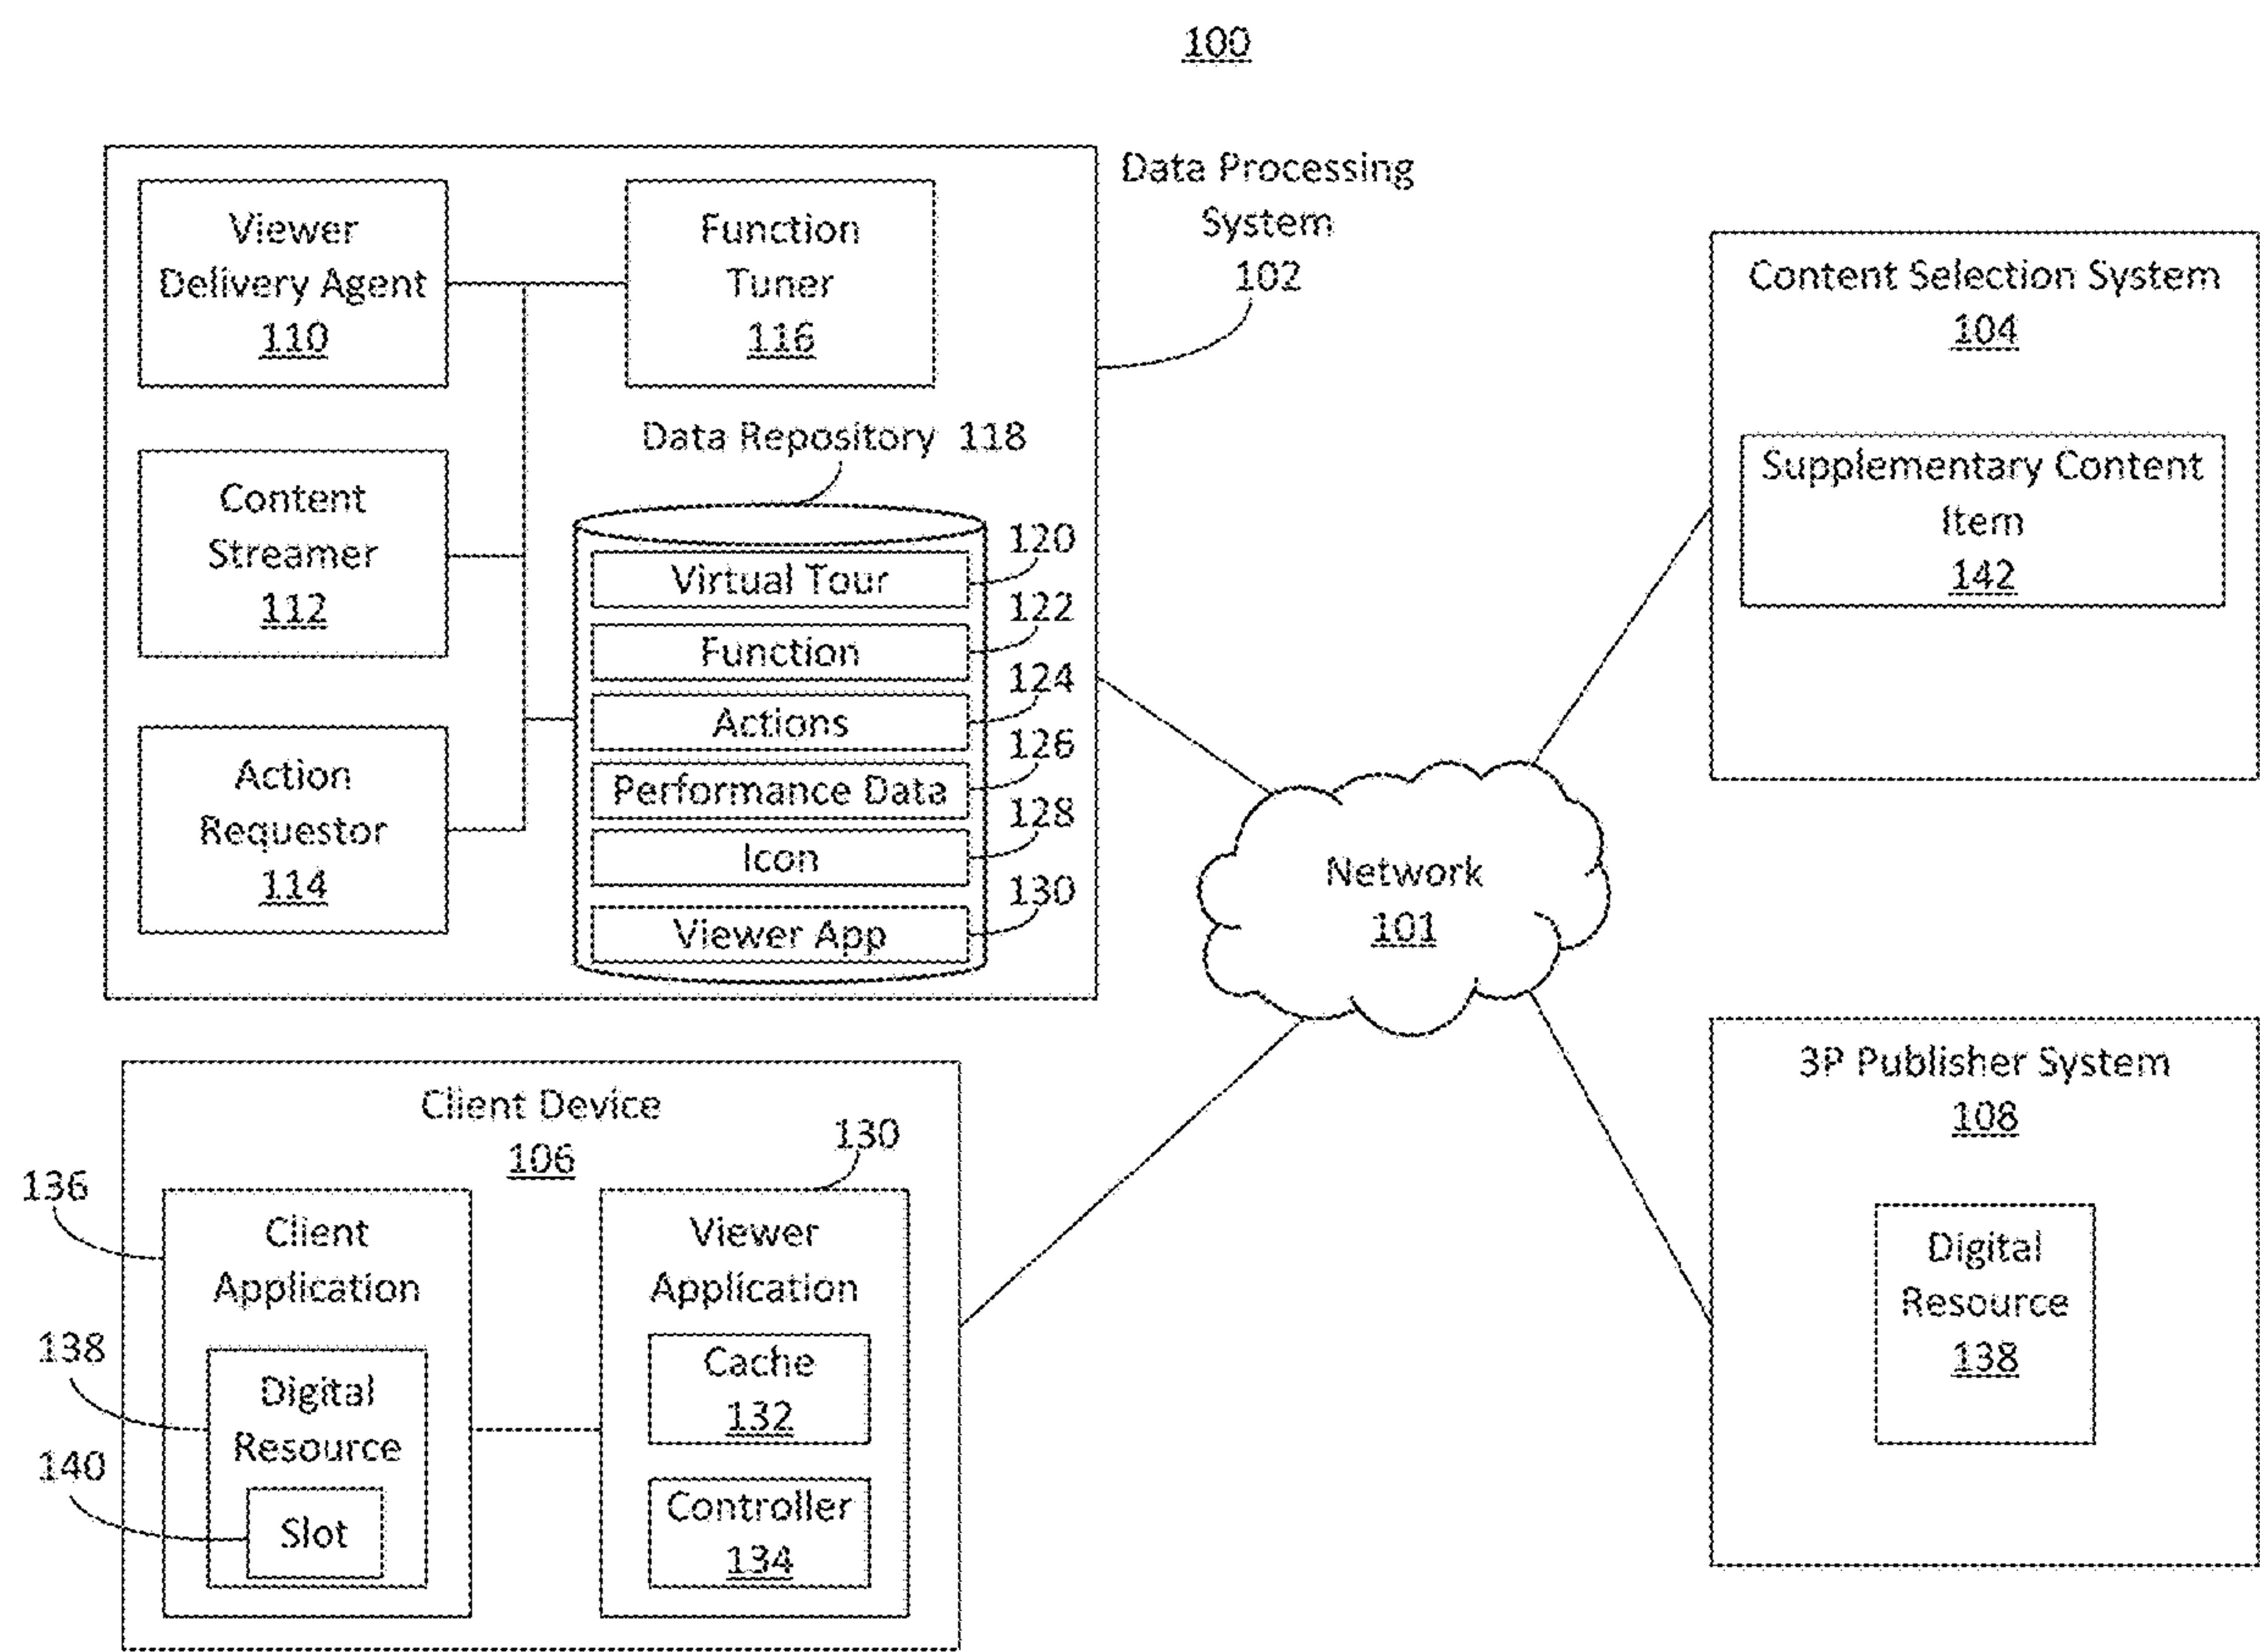 100
Data Processing
System
102
Viewer
Delivery Agent
110
Function
Tuner
116
Content
Streamer
112
Action
Requestor
114
Data Repository 118
Virtual Tour
120
Function
122
Actions
124
Performance Data
126
Icon
128
Viewer App
130
Content Selection System
104
Supplementary Content
Item
142
Network
101
Client Device
106
136
Client
Application
138
Digital
Resource
140
Slot
130
Viewer
Application
Cache
132
Controller
134
3P Publisher System
108
Digital
Resource
138